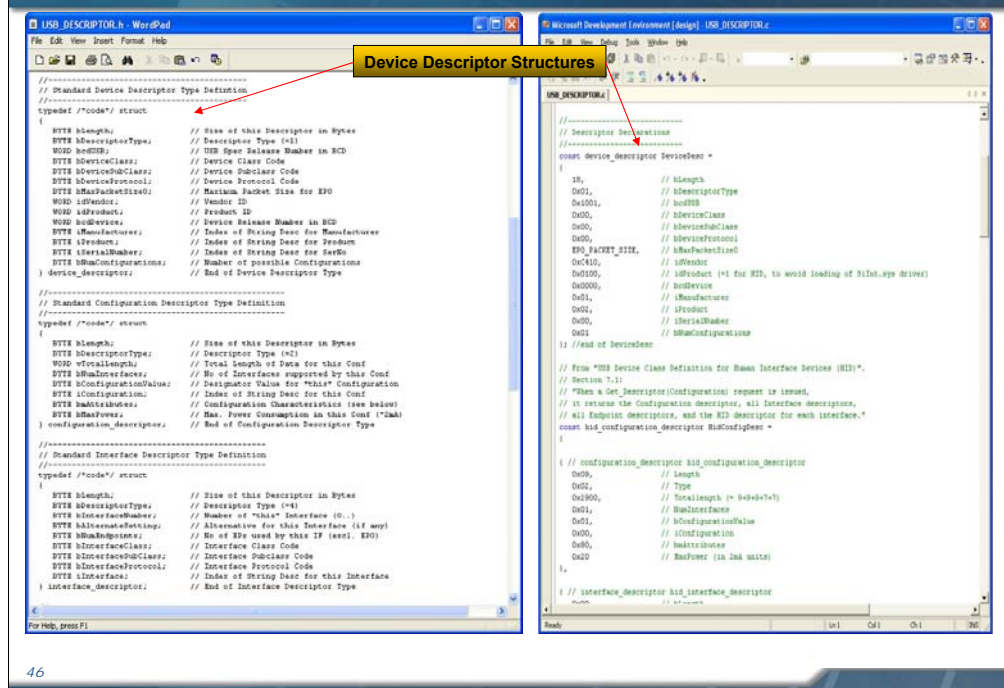 USB_DESCRIPTOR.h - WordPad
File Edit View Insert Format Help
Device Descriptor Structures
//------------------------------------------
// Standard Device Descriptor Type Defintion
//------------------------------------------
typedef /*code*/ struct
{
BYTE bLength; // Size of this Descriptor in Bytes
BYTE bDescriptorType; // Descriptor Type (=1)
WORD bcdUSB; // USB Spec Release Number in BCD
BYTE bDeviceClass; // Device Class Code
BYTE bDeviceSubClass; // Device Subclass Code
BYTE bDeviceProtocol; // Device Protocol Code
BYTE bMaxPacketSize0; // Maximum Packet Size for EP0
WORD idVendor; // Vendor ID
WORD idProduct; // Product ID
WORD bcdDevice; // Device Release Number in BCD
BYTE iManufacturer; // Index of String Desc for Manufacturer
BYTE iProduct; // Index of String Desc for Product
BYTE iSerialNumber; // Index of String Desc for SerNo
BYTE bNumConfigurations; // Number of possible Configurations
} device_descriptor; // End of Device Descriptor Type
//--------------------------------------------------
// Standard Configuration Descriptor Type Definition
//--------------------------------------------------
typedef /*code*/ struct
{
BYTE bLength; // Size of this Descriptor in Bytes
BYTE bDescriptorType; // Descriptor Type (=2)
WORD wTotalLength; // Total Length of Data for this Conf
BYTE bNumInterfaces; // No of Interfaces supported by this Conf
BYTE bConfigurationValue; // Designator Value for *this* Configuration
BYTE iConfiguration; // Index of String Desc for this Conf
BYTE bmAttributes; // Configuration Characteristics (see below)
BYTE bMaxPower; // Max. Power Consumption in this Conf (*2mA)
} configuration_descriptor; // End of Configuration Descriptor Type
//----------------------------------------------
// Standard Interface Descriptor Type Definition
//----------------------------------------------
typedef /*code*/ struct
{
BYTE bLength; // Size of this Descriptor in Bytes
BYTE bDescriptorType; // Descriptor Type (=4)
BYTE bInterfaceNumber; // Number of *this* Interface (0..)
BYTE bAlternateSetting; // Alternative for this Interface (if any)
BYTE bNumEndpoints; // No of EPs used by this IF (excl. EP0)
BYTE bInterfaceClass; // Interface Class Code
BYTE bInterfaceSubClass; // Interface Subclass Code
BYTE bInterfaceProtocol; // Interface Protocol Code
BYTE iInterface; // Index of String Desc for this Interface
} interface_descriptor; // End of Interface Descriptor Type
For Help, press F1
Microsoft Development Environment [design] - USB_DESCRIPTOR.c
File Edit View Debug Tools Window Help
USB_DESCRIPTOR.c
//---------------------------
// Descriptor Declarations
//---------------------------
const device_descriptor DeviceDesc =
{
18, // bLength
0x01, // bDescriptorType
0x1001, // bcdUSB
0x00, // bDeviceClass
0x00, // bDeviceSubClass
0x00, // bDeviceProtocol
EP0_PACKET_SIZE, // bMaxPacketSize0
0xC410, // idVendor
0x0100, // idProduct (=1 for HID, to avoid loading of SiInt.sys driver)
0x0000, // bcdDevice
0x01, // iManufacturer
0x02, // iProduct
0x00, // iSerialNumber
0x01 // bNumConfigurations
}; //end of DeviceDesc
// From "USB Device Class Definition for Human Interface Devices (HID)".
// Section 7.1:
// "When a Get_Descriptor(Configuration) request is issued,
// it returns the Configuration descriptor, all Interface descriptors,
// all Endpoint descriptors, and the HID descriptor for each interface."
const hid_configuration_descriptor HidConfigDesc =
{
{ // configuration_descriptor hid_configuration_descriptor
0x09, // Length
0x02, // Type
0x2900, // Totallength (= 9+9+9+7+7)
0x01, // NumInterfaces
0x01, // bConfigurationValue
0x00, // iConfiguration
0x80, // bmAttributes
0x20 // MaxPower (in 2mA units)
},
{ // interface_descriptor hid_interface_descriptor
Ready Ln 1 Col 1 Ch 1 INS
46